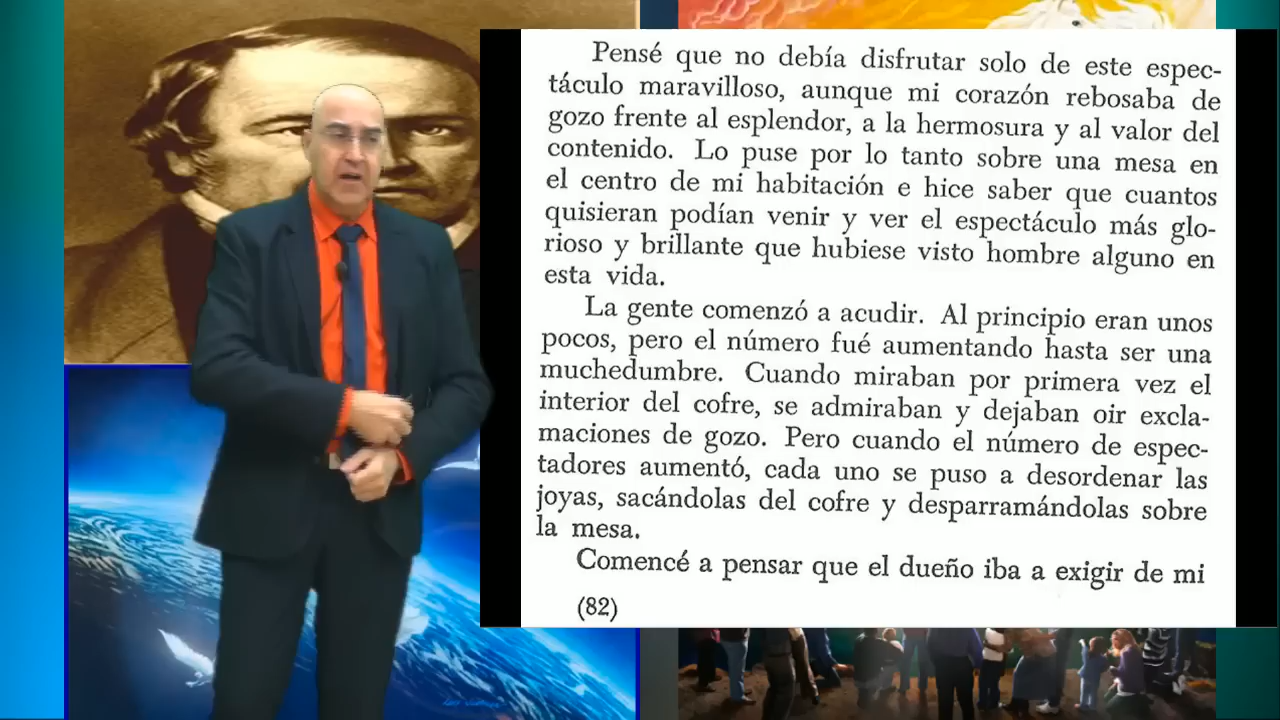 Pensé que no debía disfrutar solo de este espec-
táculo maravilloso, aunque mi corazón rebosaba de
gozo frente al esplendor, a la hermosura y al valor del
contenido. Lo puse por lo tanto sobre una mesa en
el centro de mi habitación e hice saber que cuantos
quisieran podían venir y ver el espectáculo más glo-
rioso y brillante que hubiese visto hombre alguno en
esta vida.
La gente comenzó a acudir. Al principio eran unos
pocos, pero el número fué aumentando hasta ser una
muchedumbre. Cuando miraban por primera vez el
interior del cofre, se admiraban y dejaban oir excla-
maciones de gozo. Pero cuando el número de espec-
tadores aumentó, cada uno se puso a desordenar las
joyas, sacándolas del cofre y desparramándolas sobre
la mesa.
Comencé a pensar que el dueño iba a exigir de mi
(82)